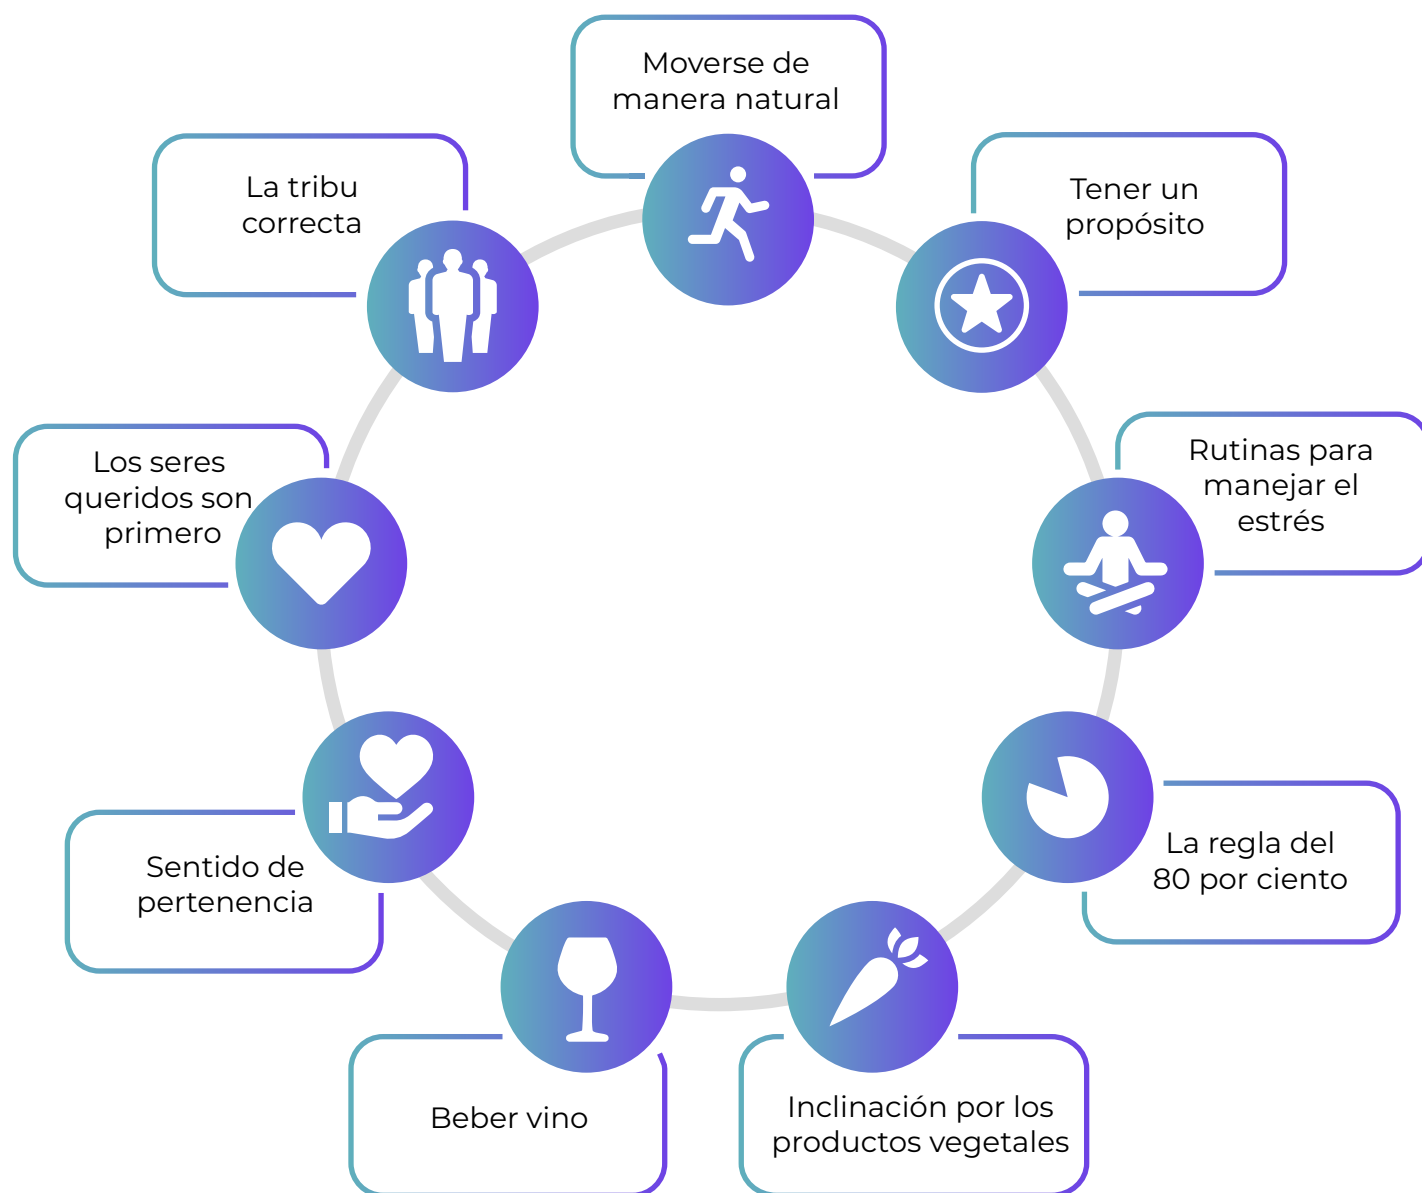 Moverse de
manera natural
Tener un
propósito
Rutinas para
manejar el
estrés
La regla del
80 por ciento
Inclinación por los
productos vegetales
Beber vino
Sentido de
pertenencia
Los seres
queridos son
primero
La tribu
correcta